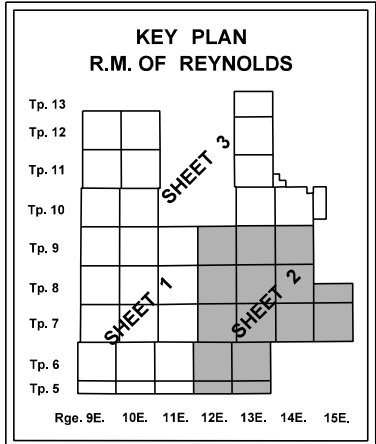 KEY PLAN
R.M. OF REYNOLDS
Tp. 13
Tp. 12
Tp. 11
SHEET 3
Tp. 10
Tp. 9
Tp. 8
SHEET 1
SHEET 2
Tp. 7
Tp. 6
Tp. 5
Rge. 9E. 10E. 11E. 12E. 13E. 14E. 15E.